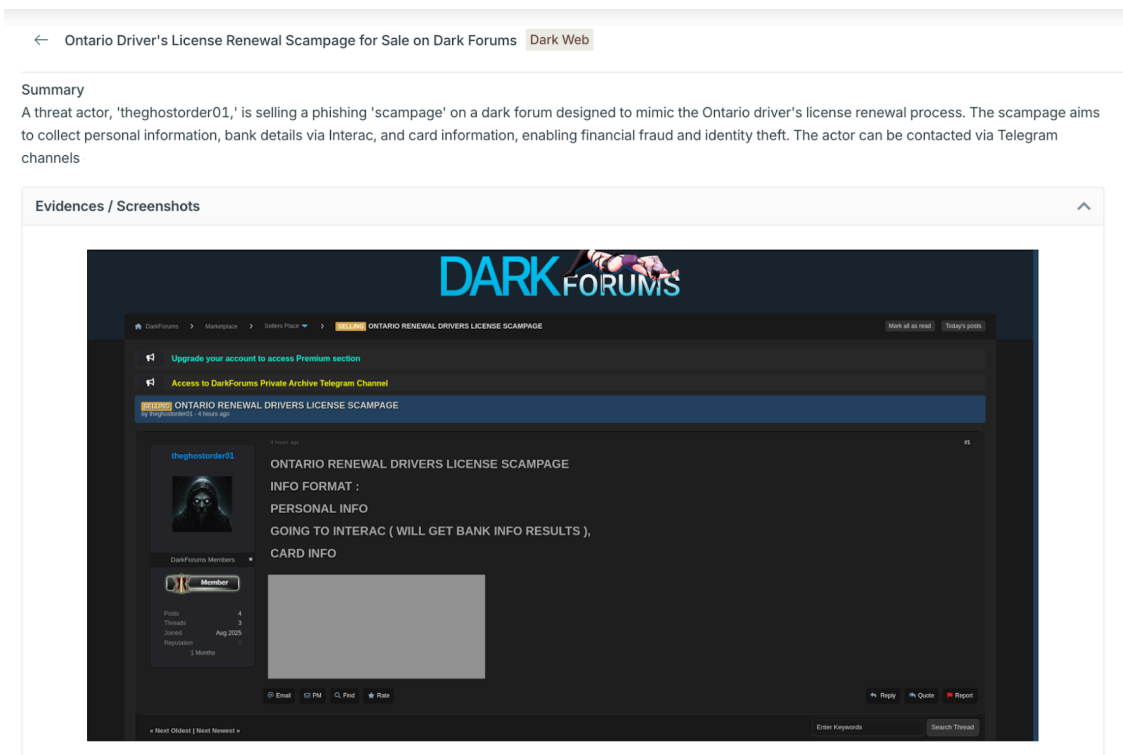 ← Ontario Driver's License Renewal Scampage for Sale on Dark Forums Dark Web
Summary
A threat actor, 'theghostorder01,' is selling a phishing 'scampage' on a dark forum designed to mimic the Ontario driver's license renewal process. The scampage aims
to collect personal information, bank details via Interac, and card information, enabling financial fraud and identity theft. The actor can be contacted via Telegram
channels
Evidences / Screenshots
DARK FORUMS
DarkForums > Marketplace > Sellers Place > SELLING ONTARIO RENEWAL DRIVERS LICENSE SCAMPAGE
Mark all as read Today's posts
Upgrade your account to access Premium section
Access to DarkForums Private Archive Telegram Channel
SELLING ONTARIO RENEWAL DRIVERS LICENSE SCAMPAGE
by theghostorder01 - 4 hours ago
4 hours ago #1
theghostorder01
ONTARIO RENEWAL DRIVERS LICENSE SCAMPAGE
INFO FORMAT :
PERSONAL INFO
GOING TO INTERAC ( WILL GET BANK INFO RESULTS ),
CARD INFO
DarkForums Members
Member
Posts 4
Threads 3
Joined Aug 2025
Reputation 0
1 Months
Email PM Find Rate
Reply Quote Report
« Next Oldest | Next Newest »
Enter Keywords Search Thread